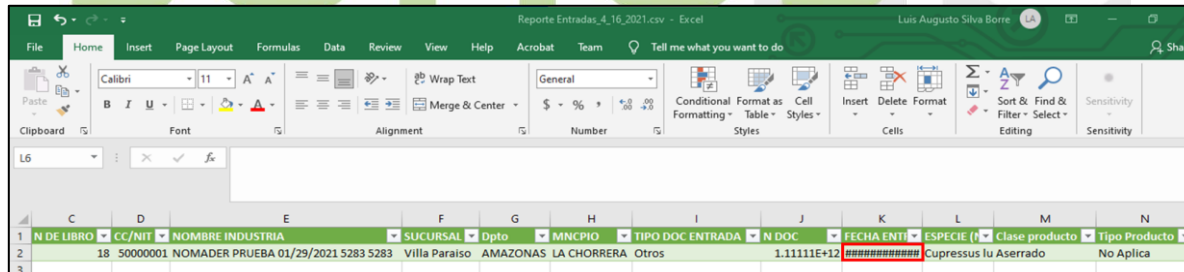 Reporte Entradas_4_16_2021.csv - Excel
Luis Augusto Silva Borre LA
File Home Insert Page Layout Formulas Data Review View Help Acrobat Team Tell me what you want to do Sha
Paste Calibri 11 A A Wrap Text General Conditional Format as Cell Insert Delete Format Sort & Find & Sensitivity
B I U A Merge & Center $ % , Formatting Table Styles Filter Select
Clipboard Font Alignment Number Styles Cells Editing Sensitivity
L6 fx
C D E F G H I J K L M N
1 N DE LIBRO CC/NIT NOMBRE INDUSTRIA SUCURSAL Dpto MNCPIO TIPO DOC ENTRADA N DOC FECHA ENT ESPECIE ( Clase producto Tipo Producto
2 18 50000001 NOMADER PRUEBA 01/29/2021 5283 5283 Villa Paraiso AMAZONAS LA CHORRERA Otros 1.11111E+12 ############ Cupressus lu Aserrado No Aplica
3